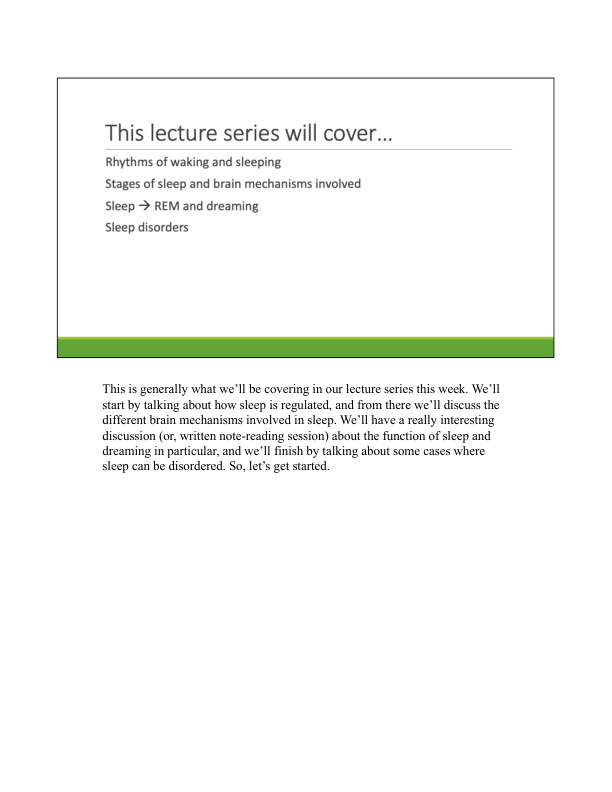 This lecture series will cover…
Rhythms of waking and sleeping
Stages of sleep and brain mechanisms involved
Sleep → REM and dreaming
Sleep disorders
This is generally what we’ll be covering in our lecture series this week. We’ll
start by talking about how sleep is regulated, and from there we’ll discuss the
different brain mechanisms involved in sleep. We’ll have a really interesting
discussion (or, written note-reading session) about the function of sleep and
dreaming in particular, and we’ll finish by talking about some cases where
sleep can be disordered. So, let’s get started.